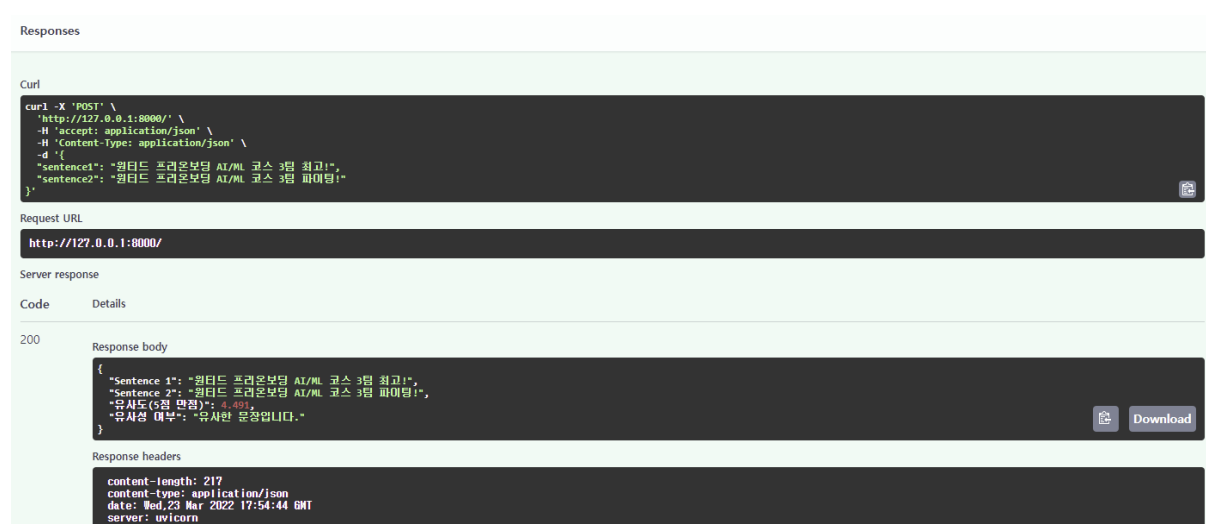 Responses
Curl
curl -X 'POST' \
'http://127.0.0.1:8000/' \
-H 'accept: application/json' \
-H 'Content-Type: application/json' \
-d '{
"sentence1": "원티드 프리온보딩 AI/ML 코스 3팀 최고!",
"sentence2": "원티드 프리온보딩 AI/ML 코스 3팀 파이팅!"
}'
Request URL
http://127.0.0.1:8000/
Server response
Code Details
200
Response body
{
"Sentence 1": "원티드 프리온보딩 AI/ML 코스 3팀 최고!",
"Sentence 2": "원티드 프리온보딩 AI/ML 코스 3팀 파이팅!",
"유사도(5점 만점)": 4.491,
"유사성 여부": "유사한 문장입니다."
}
Download
Response headers
content-length: 217
content-type: application/json
date: Wed,23 Mar 2022 17:54:44 GMT
server: uvicorn